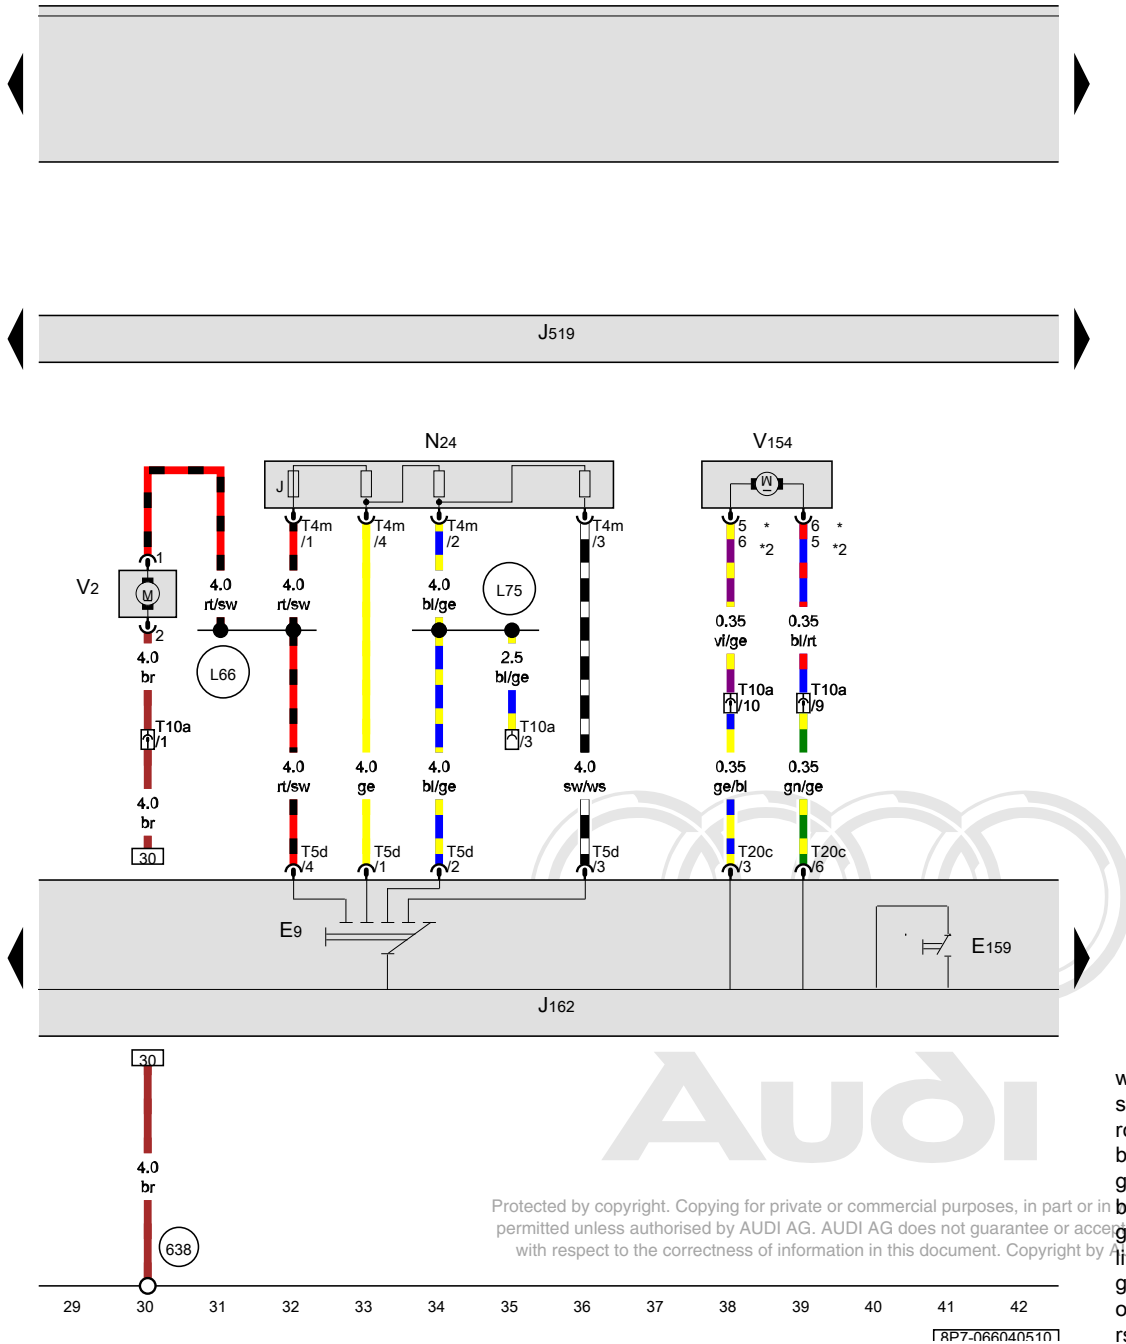 J519
N24
V154
J
T4m
/1
T4m
/4
T4m
/2
T4m
/3
5 *
6 *2
6 *
5 *2
1
V2
M
M
2
4.0
rt/sw
4.0
rt/sw
4.0
bl/ge
L75
0.35
vi/ge
0.35
bl/rt
4.0
br
L66
2.5
bl/ge
T10a
/1
T10a
/3
T10a
/10
T10a
/9
4.0
rt/sw
4.0
ge
4.0
bl/ge
4.0
sw/ws
0.35
ge/bl
0.35
gn/ge
4.0
br
30
T5d
/4
T5d
/1
T5d
/2
T5d
/3
T20c
/3
T20c
/6
E9
E159
J162
30
Audi
4.0
br
638
Protected by copyright. Copying for private or commercial purposes, in part or in
permitted unless authorised by AUDI AG. AUDI AG does not guarantee or accept
with respect to the correctness of information in this document. Copyright by
29 30 31 32 33 34 35 36 37 38 39 40 41 42
8P7-066040510